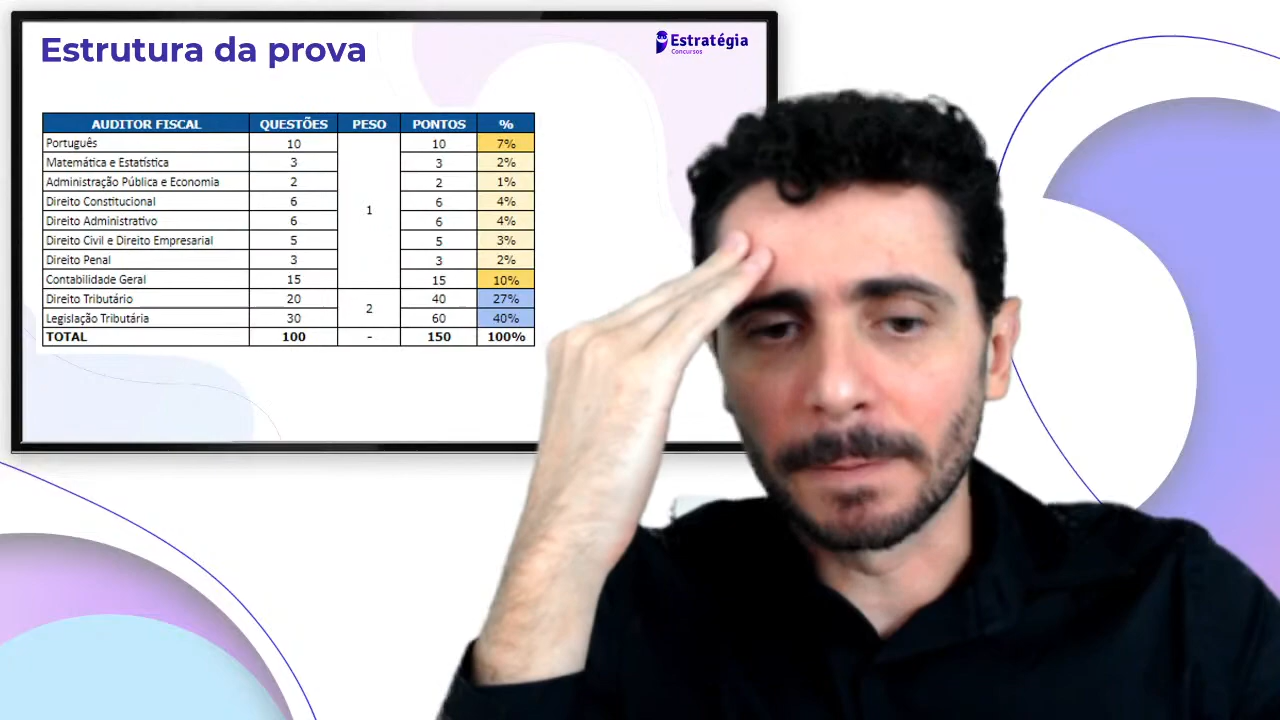 Estrutura da prova
Estratégia
Concursos
AUDITOR FISCAL QUESTÕES PESO PONTOS %
Português 10 10 7%
Matemática e Estatística 3 3 2%
Administração Pública e Economia 2 2 1%
Direito Constitucional 6 6 4%
1
Direito Administrativo 6 6 4%
Direito Civil e Direito Empresarial 5 5 3%
Direito Penal 3 3 2%
Contabilidade Geral 15 15 10%
Direito Tributário 20 40 27%
2
Legislação Tributária 30 60 40%
TOTAL 100 - 150 100%